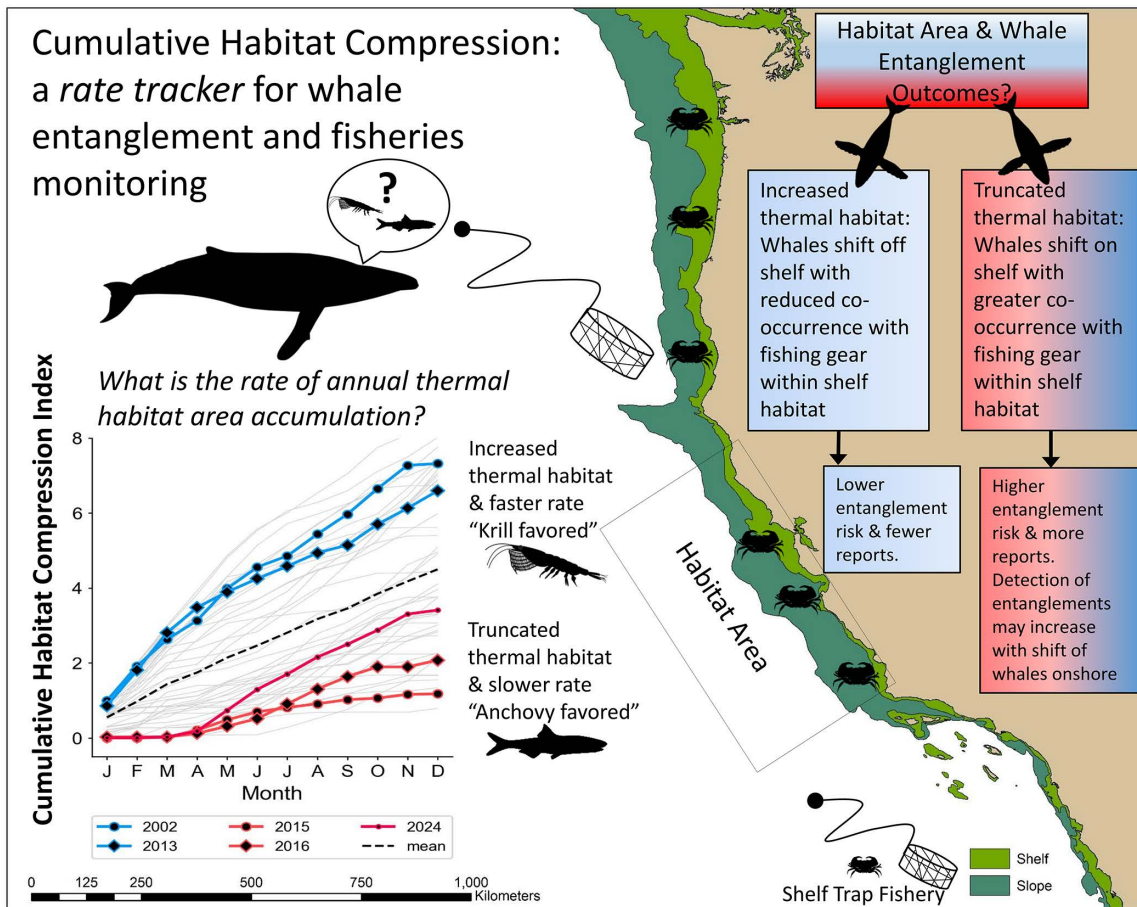 Cumulative Habitat Compression:
a rate tracker for whale
entanglement and fisheries
monitoring
?
Habitat Area & Whale
Entanglement
Outcomes?
Increased
thermal habitat:
Whales shift off
shelf with
reduced co-
occurrence with
fishing gear
within shelf
habitat
Truncated
thermal habitat:
Whales shift on
shelf with
greater co-
occurrence with
fishing gear
within shelf
habitat
Lower
entanglement
risk & fewer
reports.
Higher
entanglement
risk & more
reports.
Detection of
entanglements
may increase
with shift of
whales onshore
What is the rate of annual thermal
habitat area accumulation?
Cumulative Habitat Compression Index
8
6
4
2
0
J F M A M J J A S O N D
Month
2002 2015 2024
2013 2016 mean
Increased
thermal habitat
& faster rate
“Krill favored”
Truncated
thermal habitat
& slower rate
“Anchovy favored”
Habitat Area
Shelf Trap Fishery
Shelf
Slope
0 125 250 500 750 1,000
Kilometers